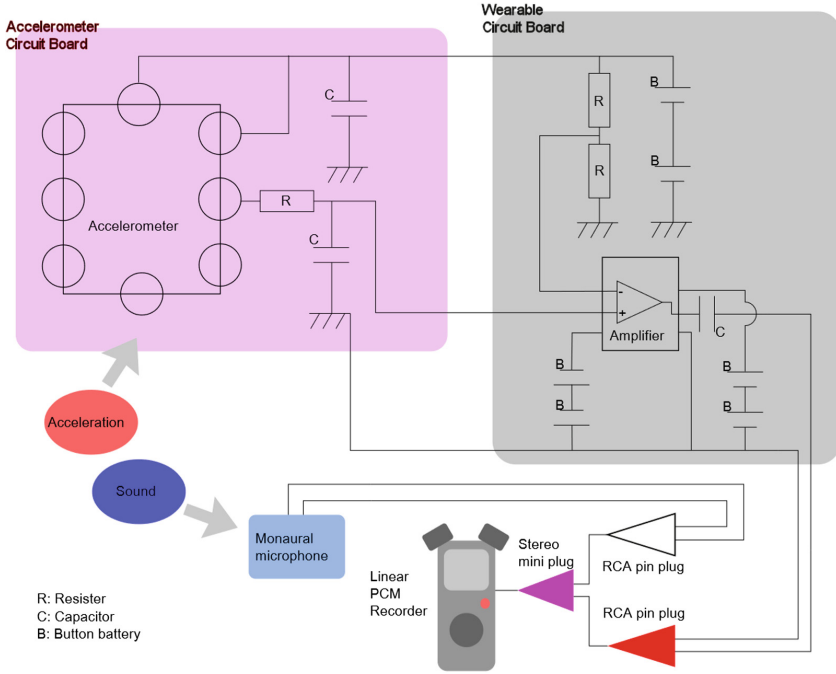 Accelerometer
Circuit Board
Wearable
Circuit Board
C
R
B
R
B
R
Accelerometer
C
-
+
Amplifier
C
B
B
B
B
Acceleration
Sound
Monaural
microphone
Linear
PCM
Recorder
Stereo
mini plug
RCA pin plug
RCA pin plug
R: Resister
C: Capacitor
B: Button battery